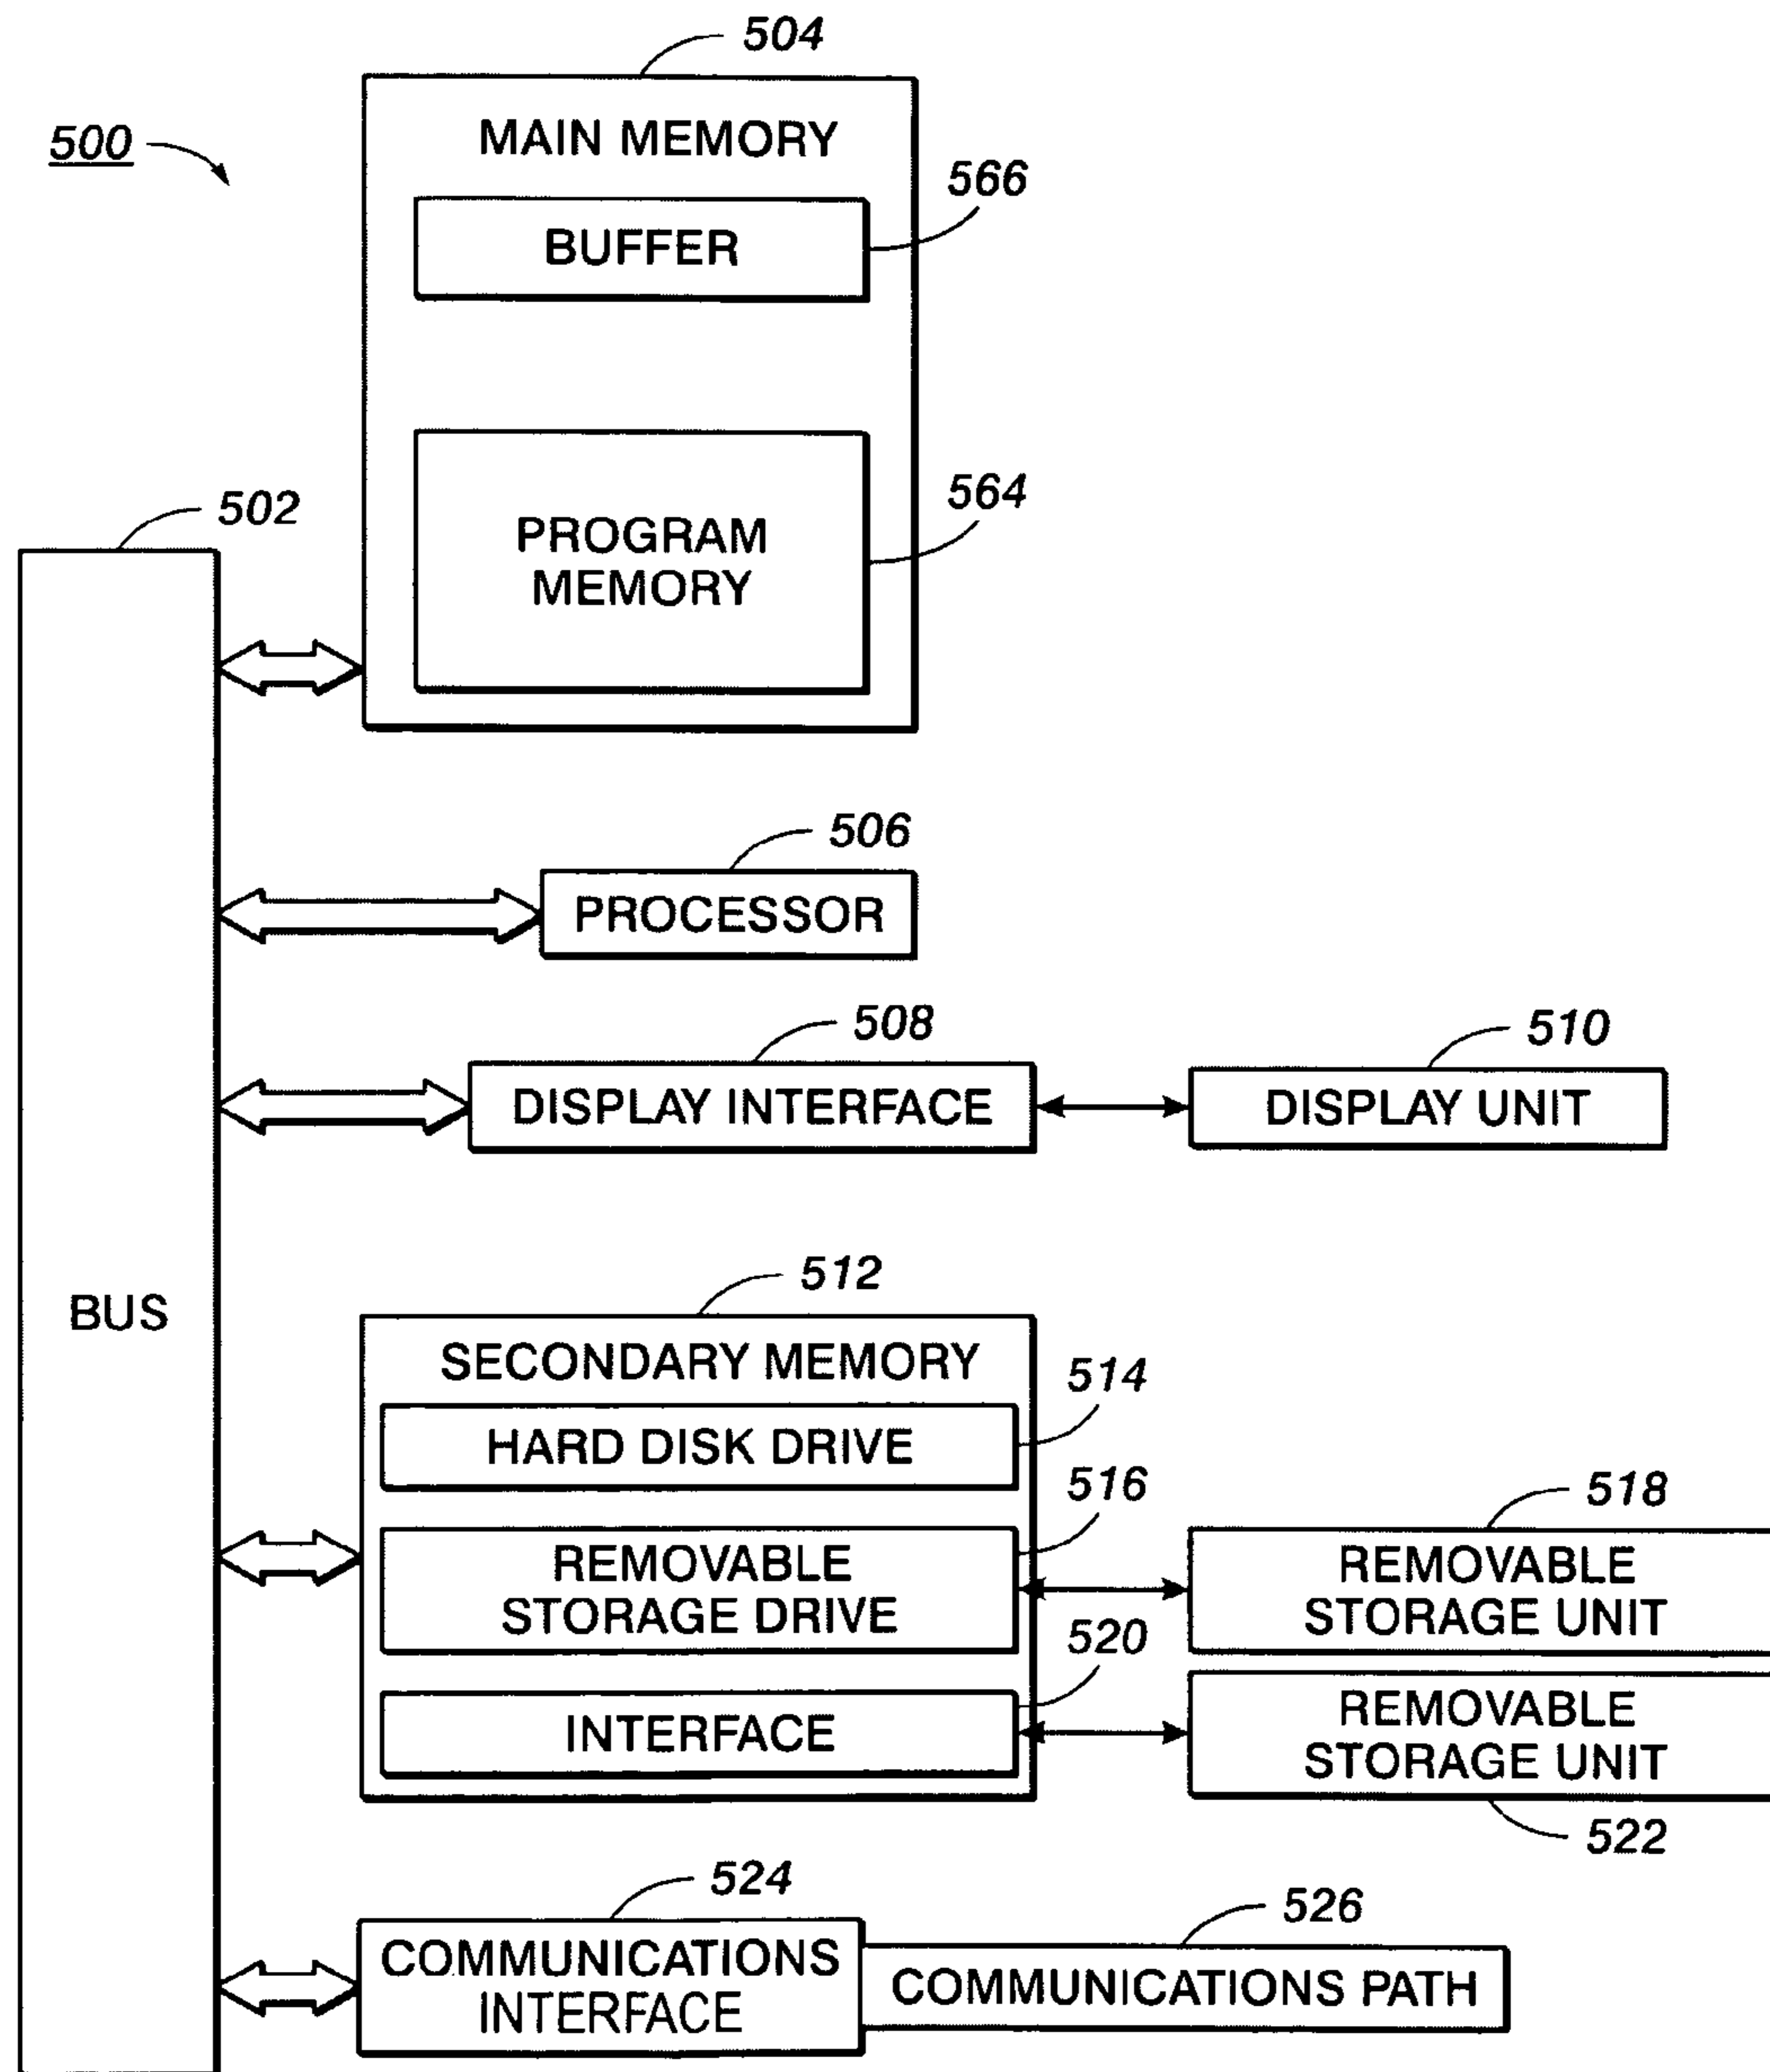 504
500
MAIN MEMORY
566
BUFFER
564
502
PROGRAM
MEMORY
506
PROCESSOR
508
510
DISPLAY INTERFACE
DISPLAY UNIT
512
BUS
SECONDARY MEMORY
514
HARD DISK DRIVE
516
518
REMOVABLE
STORAGE DRIVE
REMOVABLE
STORAGE UNIT
520
INTERFACE
REMOVABLE
STORAGE UNIT
522
524
526
COMMUNICATIONS
INTERFACE
COMMUNICATIONS PATH